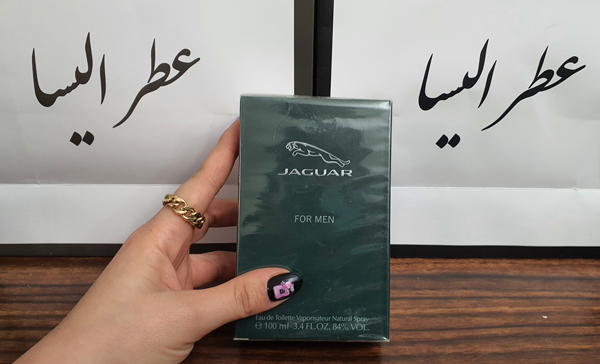 عطر الیسا
عطر الیسا
JAGUAR
FOR MEN
Eau de Toilette Vaporisateur Natural Spray
℮ 100 ml 3.4 FL.OZ. 84% VOL.